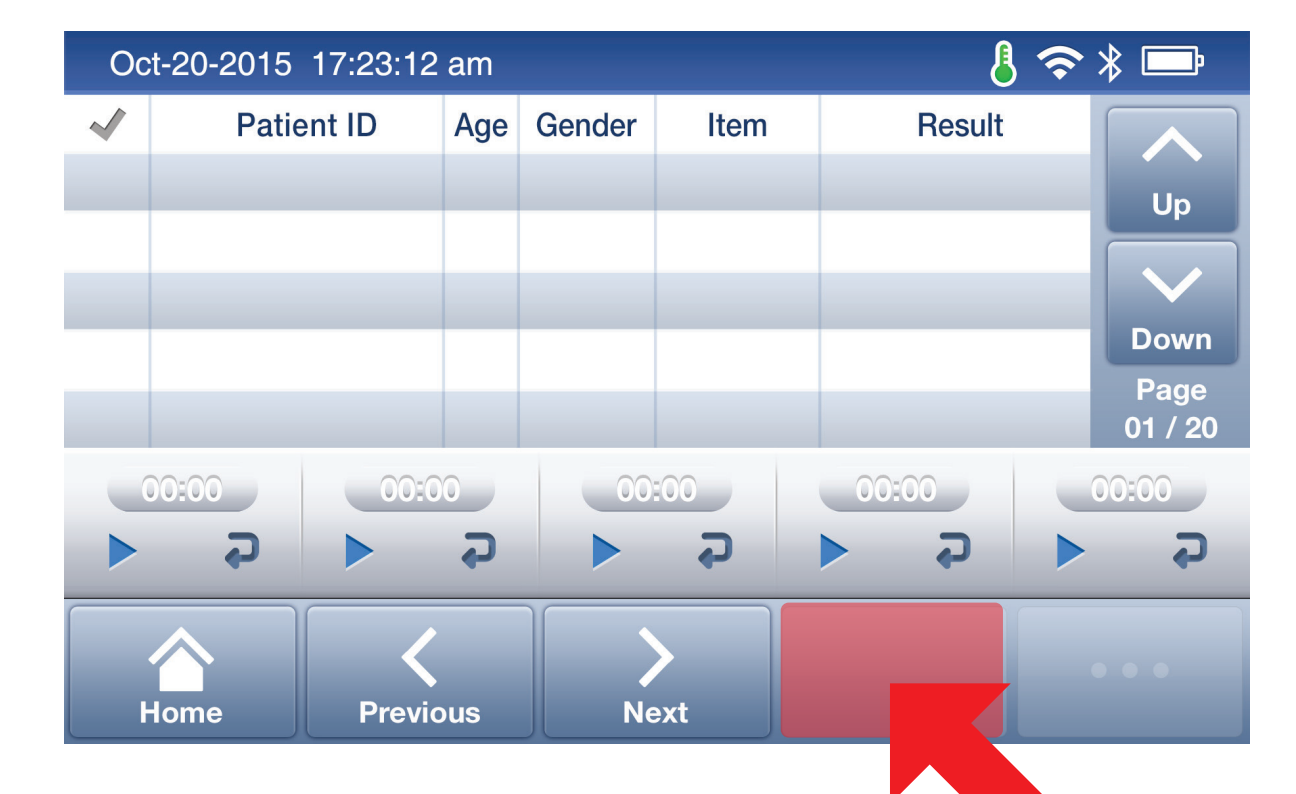 Oct-20-2015 17:23:12 am
Patient ID Age Gender Item Result
Up
Down
Page
01 / 20
00:00 00:00 00:00 00:00 00:00
Home Previous Next